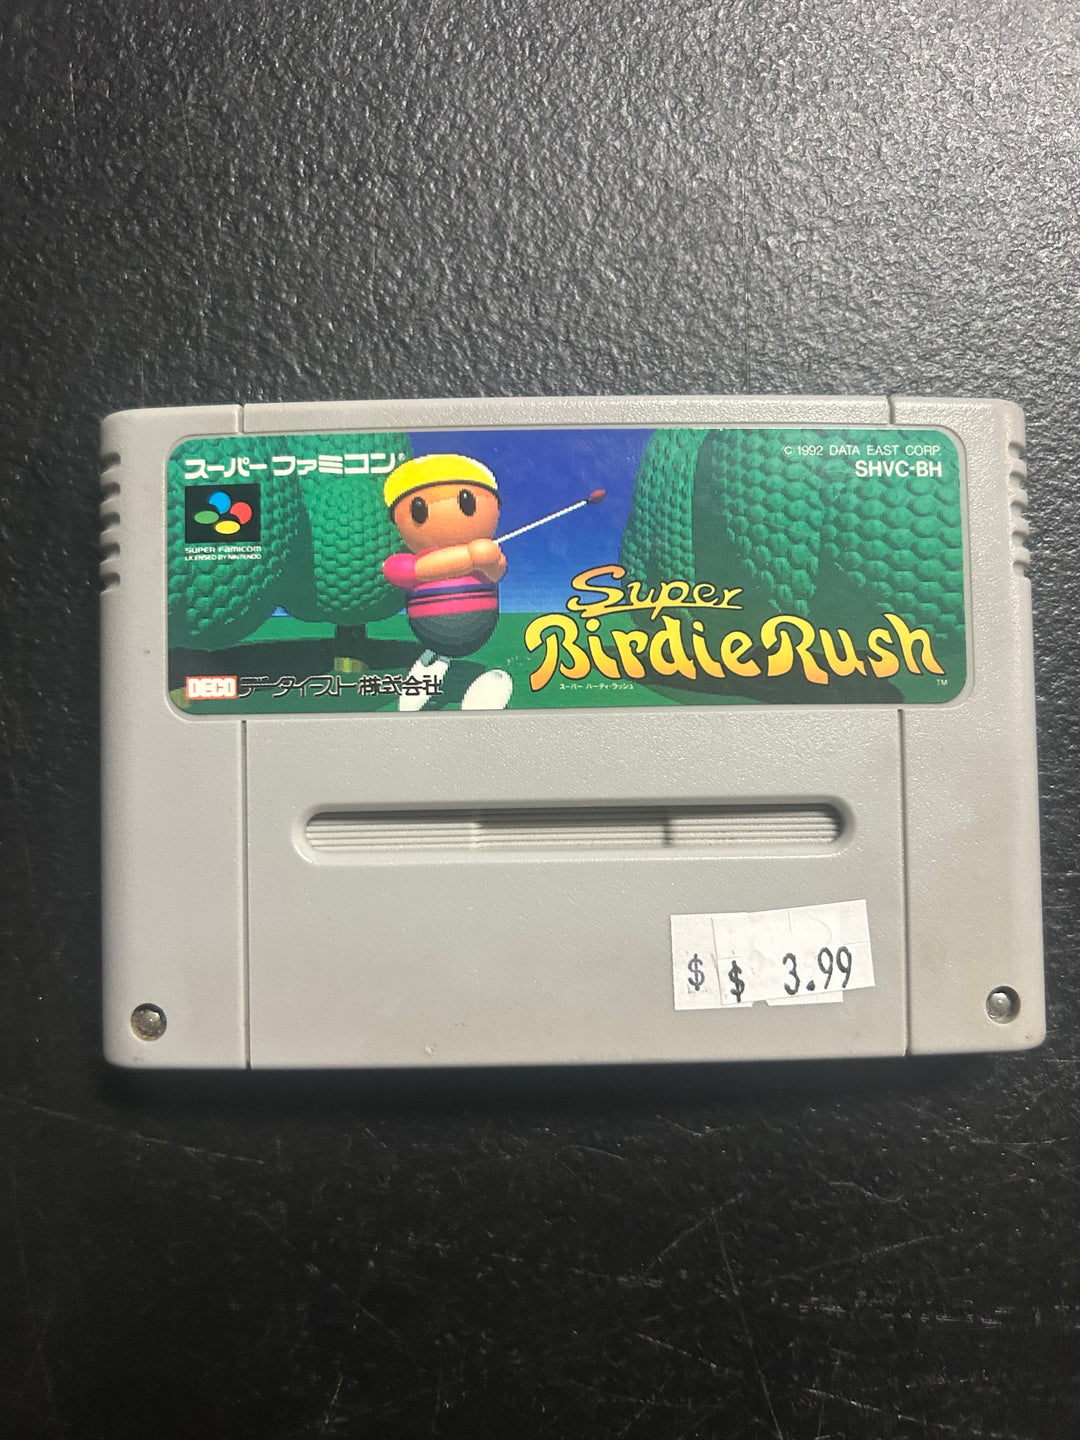 スーパーファミコン®
© 1992 DATA EAST CORP.
SHVC-BH
SUPER FAMICOM
LICENSED BY NINTENDO
Super
Birdie Rush
TM
スーパー バーディ・ラッシュ
DECO データイースト株式会社
$ $ 3.99